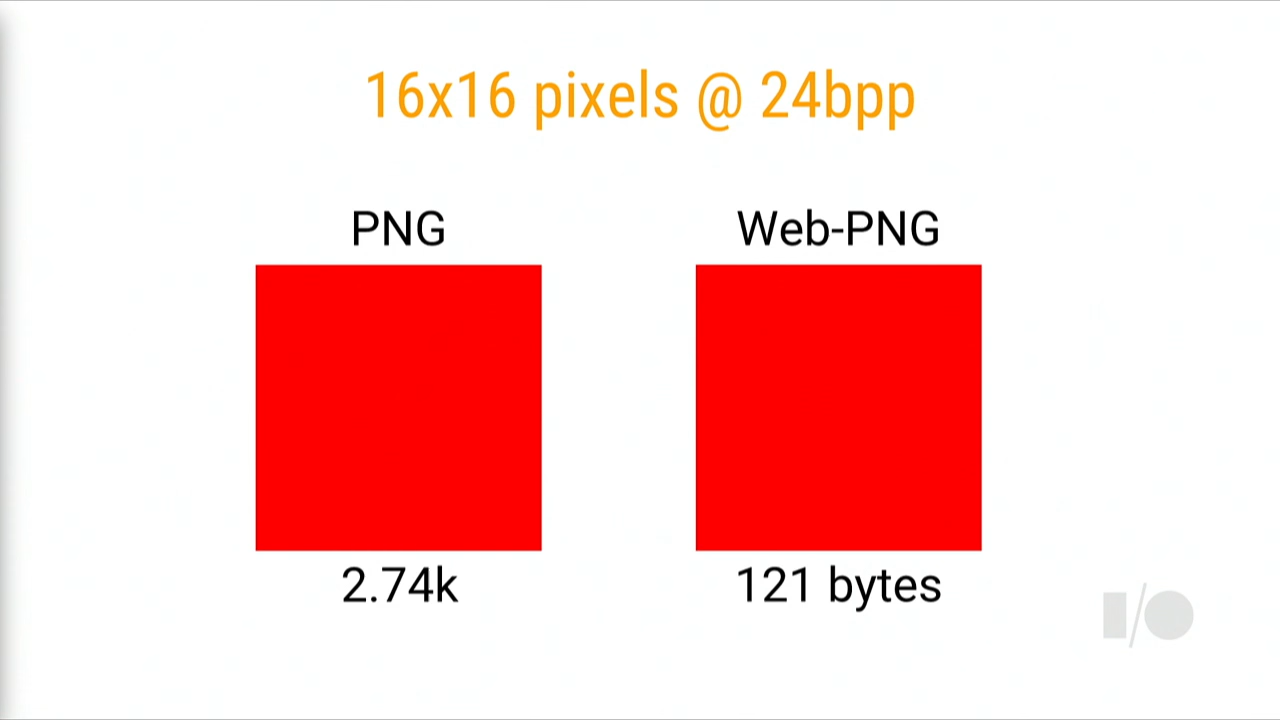 16x16 pixels @ 24bpp
PNG
Web-PNG
2.74k
121 bytes
I/O